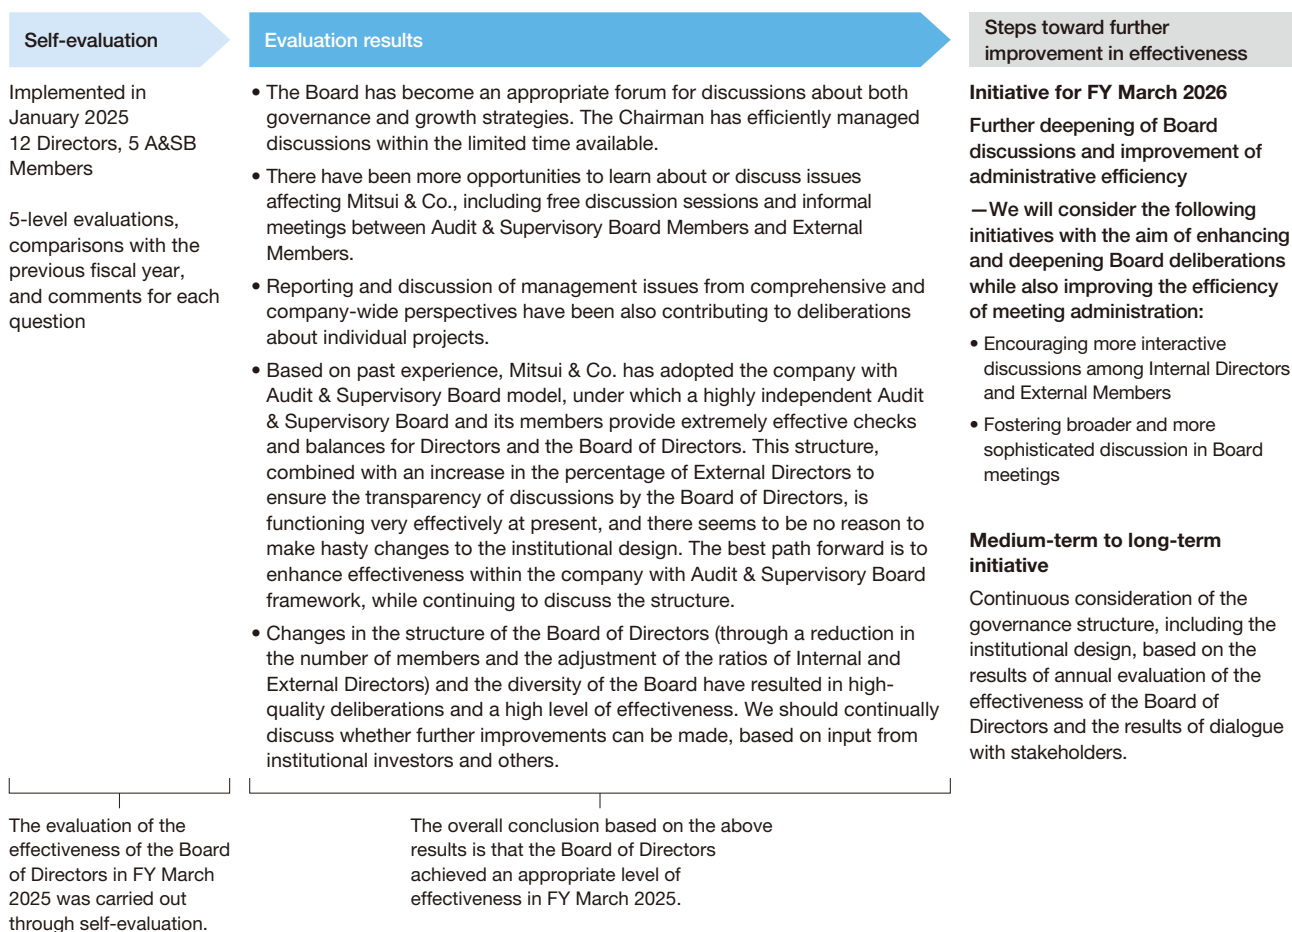 Self-evaluation
Implemented in
January 2025
12 Directors, 5 A&SB
Members
5-level evaluations,
comparisons with the
previous fiscal year,
and comments for each
question
The evaluation of the
effectiveness of the Board
of Directors in FY March
2025 was carried out
through self-evaluation.
Evaluation results
• The Board has become an appropriate forum for discussions about both
governance and growth strategies. The Chairman has efficiently managed
discussions within the limited time available.
• There have been more opportunities to learn about or discuss issues
affecting Mitsui & Co., including free discussion sessions and informal
meetings between Audit & Supervisory Board Members and External
Members.
• Reporting and discussion of management issues from comprehensive and
company-wide perspectives have been also contributing to deliberations
about individual projects.
• Based on past experience, Mitsui & Co. has adopted the company with
Audit & Supervisory Board model, under which a highly independent Audit
& Supervisory Board and its members provide extremely effective checks
and balances for Directors and the Board of Directors. This structure,
combined with an increase in the percentage of External Directors to
ensure the transparency of discussions by the Board of Directors, is
functioning very effectively at present, and there seems to be no reason to
make hasty changes to the institutional design. The best path forward is to
enhance effectiveness within the company with Audit & Supervisory Board
framework, while continuing to discuss the structure.
• Changes in the structure of the Board of Directors (through a reduction in
the number of members and the adjustment of the ratios of Internal and
External Directors) and the diversity of the Board have resulted in high-
quality deliberations and a high level of effectiveness. We should continually
discuss whether further improvements can be made, based on input from
institutional investors and others.
The overall conclusion based on the above
results is that the Board of Directors
achieved an appropriate level of
effectiveness in FY March 2025.
Steps toward further
improvement in effectiveness
Initiative for FY March 2026
Further deepening of Board
discussions and improvement of
administrative efficiency
—We will consider the following
initiatives with the aim of enhancing
and deepening Board deliberations
while also improving the efficiency
of meeting administration:
• Encouraging more interactive
discussions among Internal Directors
and External Members
• Fostering broader and more
sophisticated discussion in Board
meetings
Medium-term to long-term
initiative
Continuous consideration of the
governance structure, including the
institutional design, based on the
results of annual evaluation of the
effectiveness of the Board of
Directors and the results of dialogue
with stakeholders.